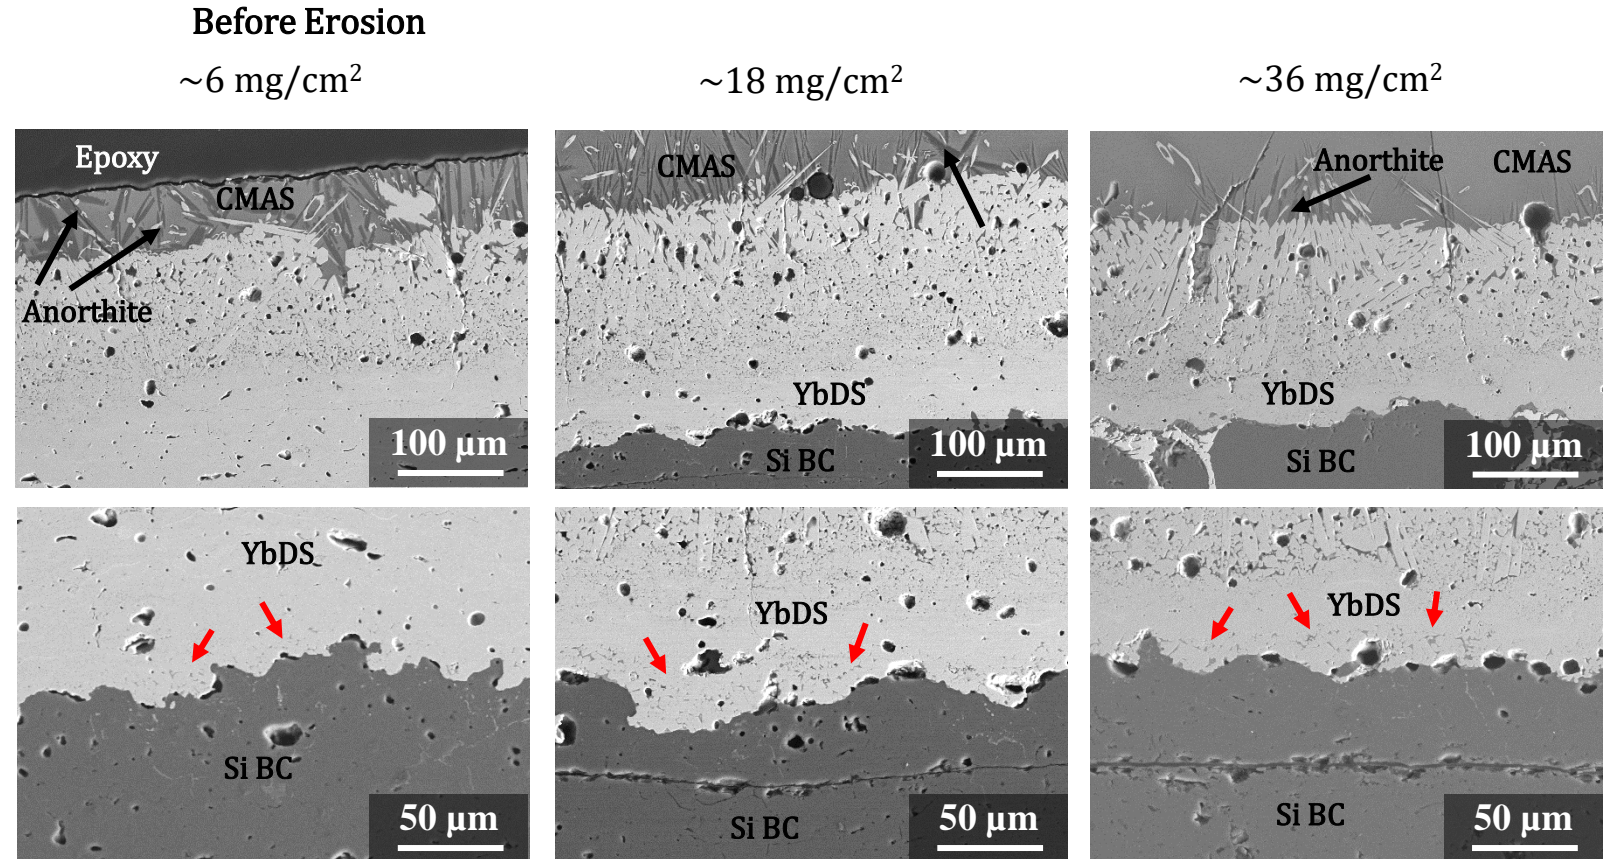 Before Erosion
~6 mg/cm²
~18 mg/cm²
~36 mg/cm²
Epoxy
CMAS
Anorthite
100 µm
CMAS
YbDS
Si BC
100 µm
Anorthite
CMAS
YbDS
Si BC
100 µm
YbDS
Si BC
50 µm
YbDS
Si BC
50 µm
YbDS
Si BC
50 µm